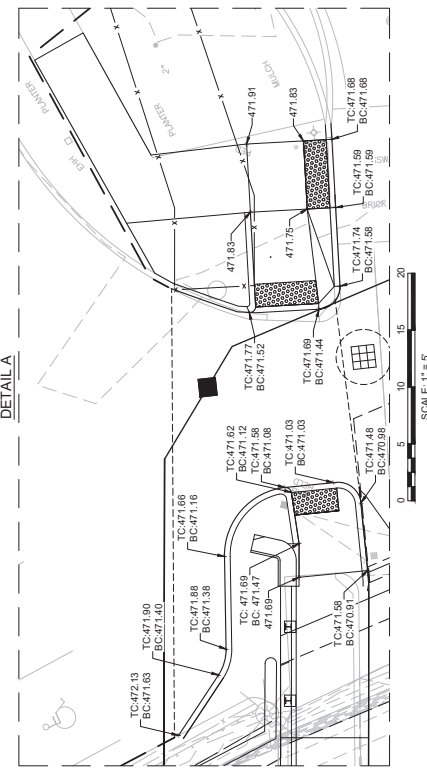 DETAIL A
PLANTER
EHH
PLANTER
2"
MULCH
471.91
471.83
TC:471.68
BC:471.68
TC:471.59
BC:471.59
TC:471.74
BC:471.58
471.83
471.75
TC:471.77
BC:471.52
TC:471.69
BC:471.44
TC:471.62
BC:471.12
TC:471.58
BC:471.08
TC:471.03
BC:471.03
TC:471.48
BC:470.98
TC:471.66
BC:471.16
TC: 471.69
BC: 471.47
471.69
TC:471.58
BC:470.91
TC:471.88
BC:471.38
TC:471.90
BC:471.40
TC:472.13
BC:471.63
0 5 10 15 20
SCALE: 1" = 5'